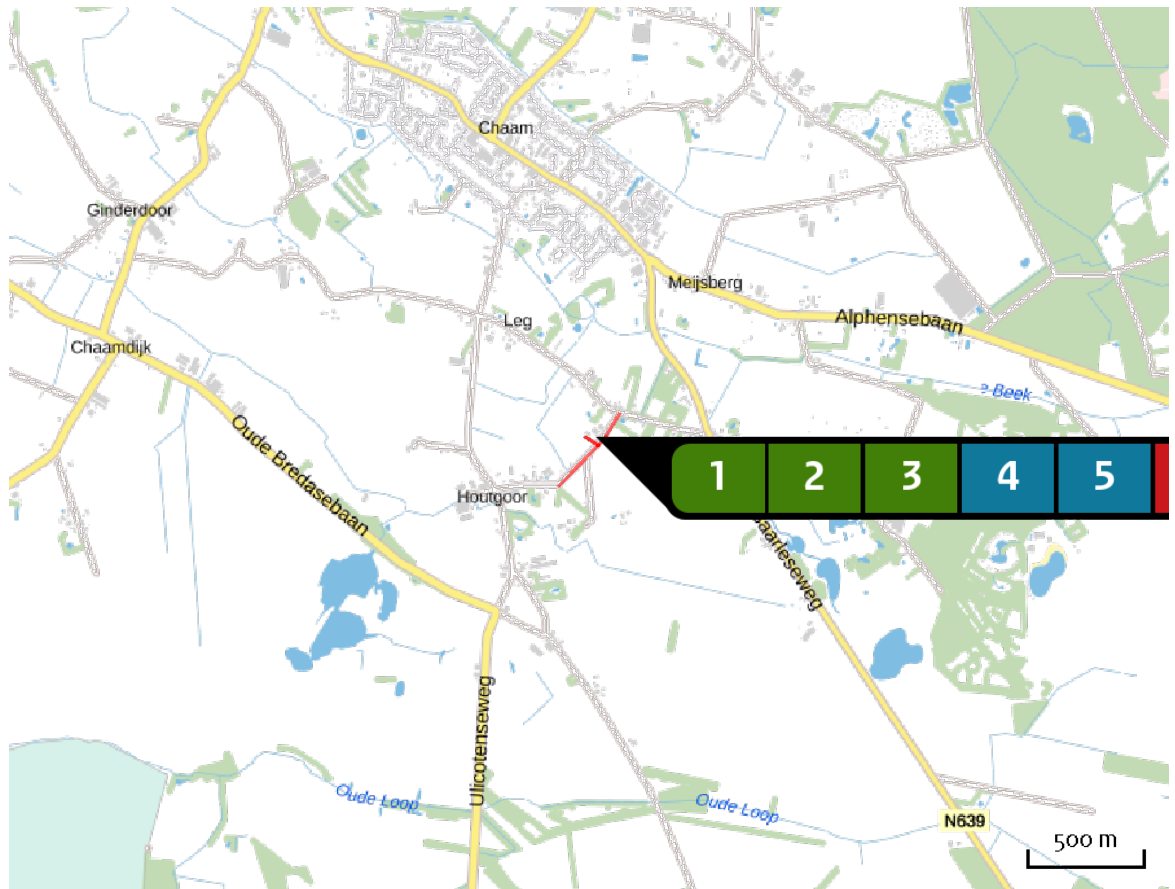 Chaam
Ginderdoor
Meijsberg
Leg
Alphensebaan
Chaamdijk
Beek
Oude Bredasebaan
1 2 3 4 5
Houtgoor
Ulicotenseweg
Oude Loop
Oude Loop
N639
500 m